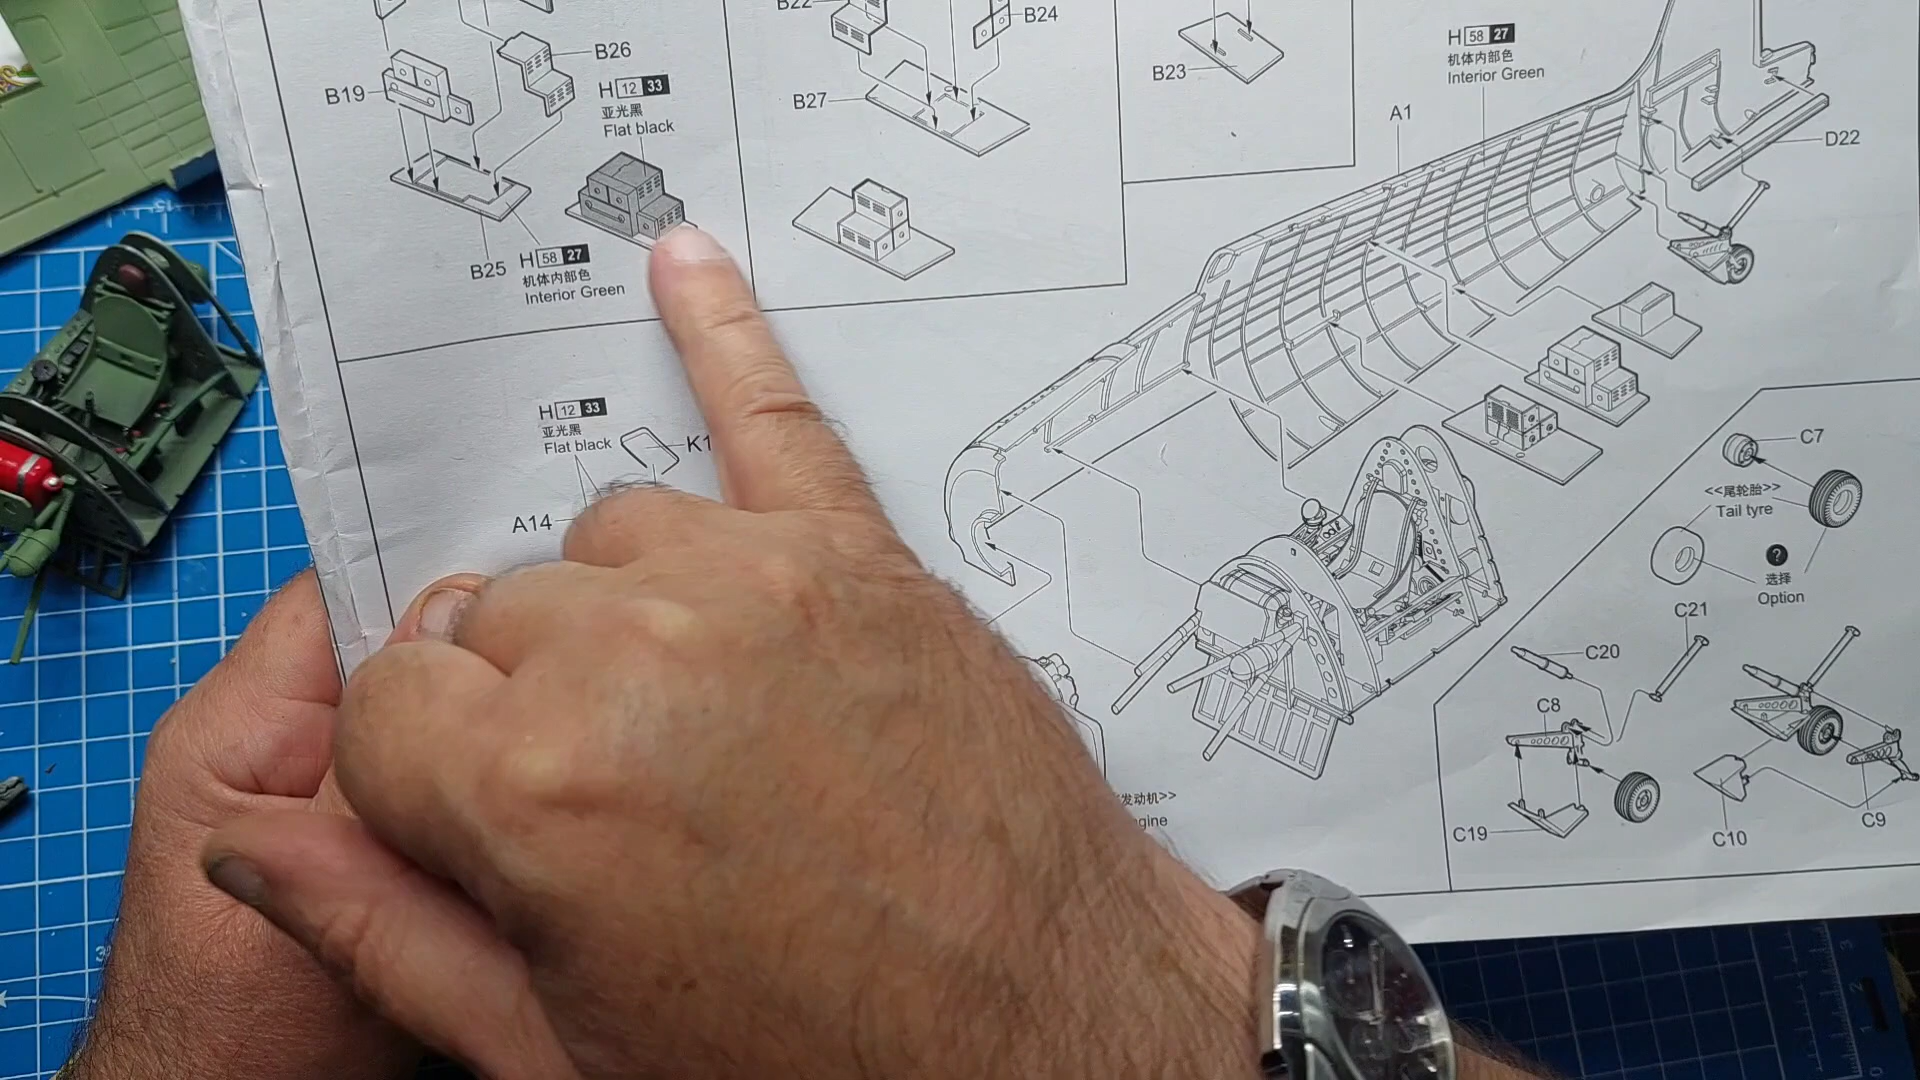 B26
B19
H 12 33
亚光黑
Flat black
B25
H 58 27
机体内部色
Interior Green
B22
B24
B27
B23
H 58 27
机体内部色
Interior Green
A1
D22
H 12 33
亚光黑
Flat black
A14
C7
<<尾轮胎>>
Tail tyre
?
选择
Option
C21
C20
C8
C19
C10
C9
发动机>>
15